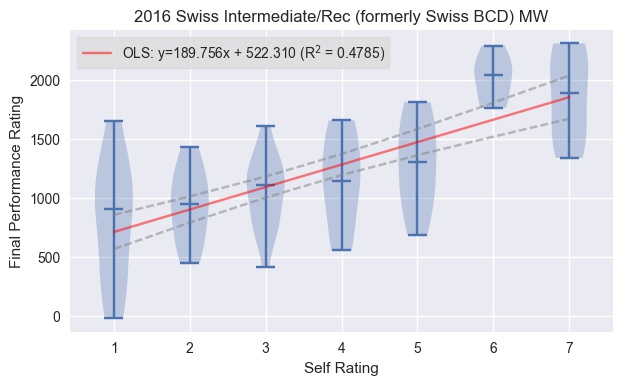 2016 Swiss Intermediate/Rec (formerly Swiss BCD) MW
OLS: y=189.756x + 522.310 (R² = 0.4785)
Final Performance Rating
2000
1500
1000
500
0
1 2 3 4 5 6 7
Self Rating